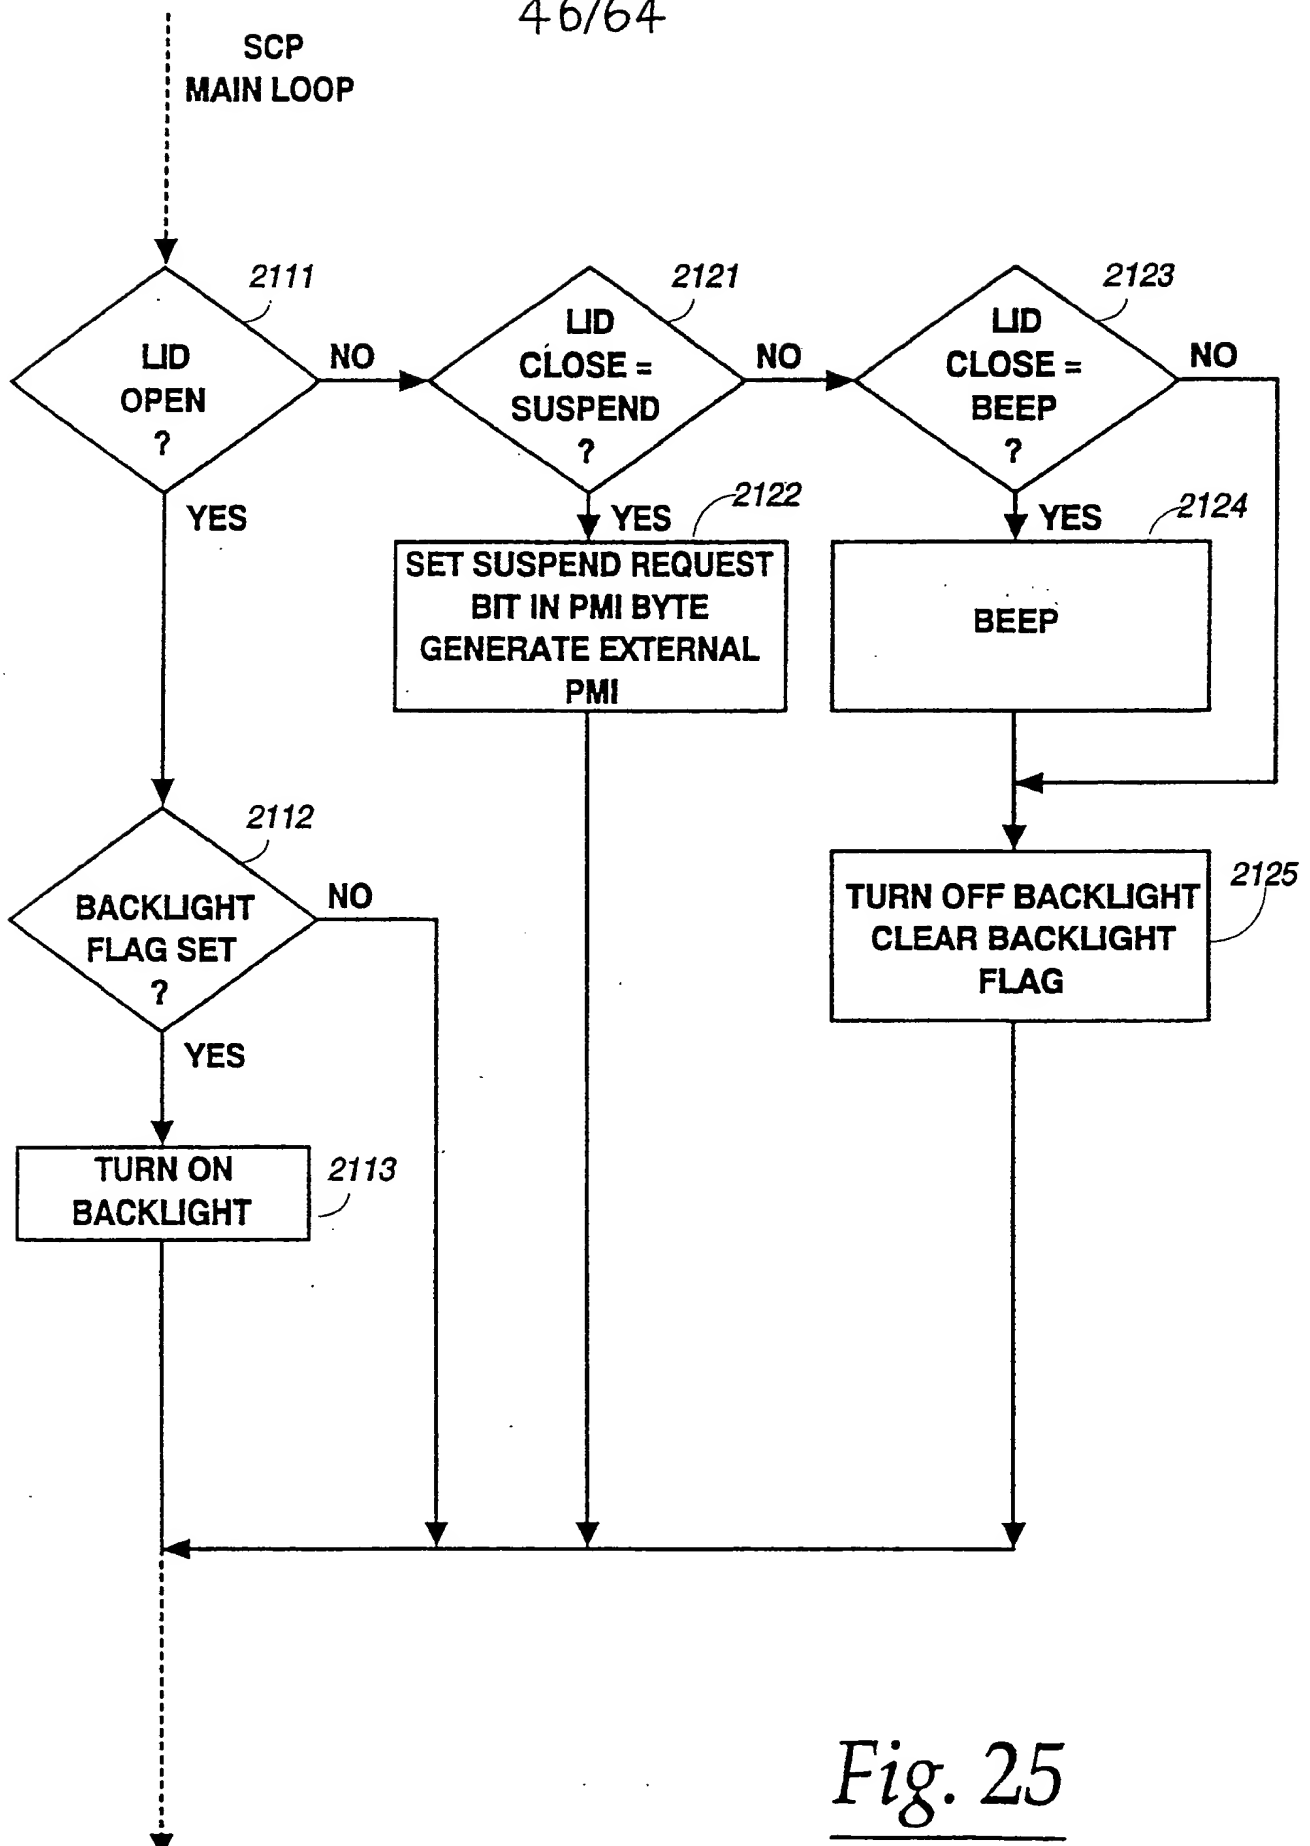 46/64
SCP
MAIN LOOP
2111
LID
OPEN
?
NO
YES
2121
LID
CLOSE =
SUSPEND
?
NO
YES
2123
LID
CLOSE =
BEEP
?
NO
YES
2122
SET SUSPEND REQUEST
BIT IN PMI BYTE
GENERATE EXTERNAL
PMI
2124
BEEP
2112
BACKLIGHT
FLAG SET
?
NO
YES
2125
TURN OFF BACKLIGHT
CLEAR BACKLIGHT
FLAG
2113
TURN ON
BACKLIGHT
Fig. 25